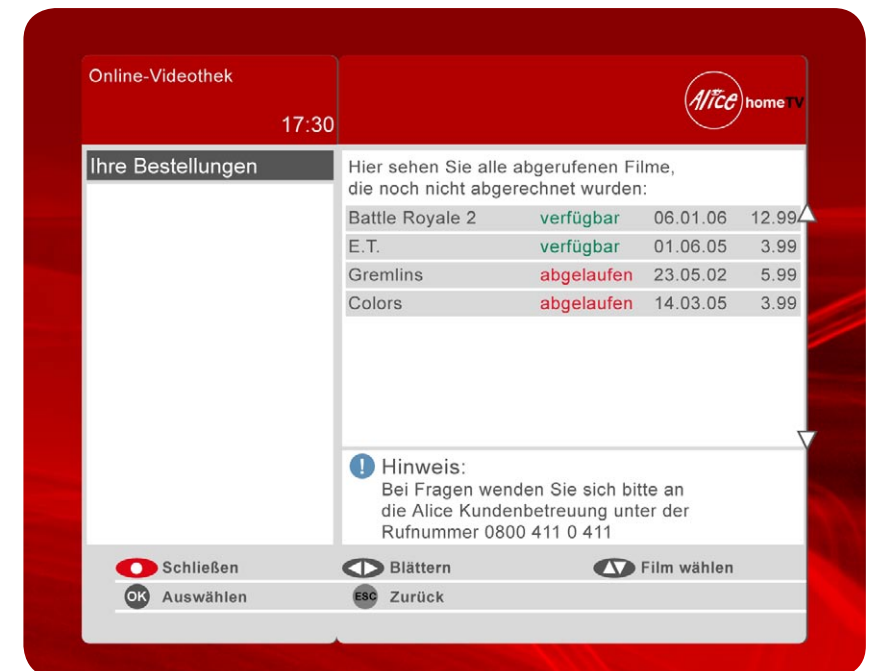 Online-Videothek
17:30
Alice homeTV
Ihre Bestellungen
Hier sehen Sie alle abgerufenen Filme,
die noch nicht abgerechnet wurden:
Battle Royale 2 verfügbar 06.01.06 12.99
E.T. verfügbar 01.06.05 3.99
Gremlins abgelaufen 23.05.02 5.99
Colors abgelaufen 14.03.05 3.99
! Hinweis:
Bei Fragen wenden Sie sich bitte an
die Alice Kundenbetreuung unter der
Rufnummer 0800 411 0 411
Schließen Blättern Film wählen
OK Auswählen ESC Zurück